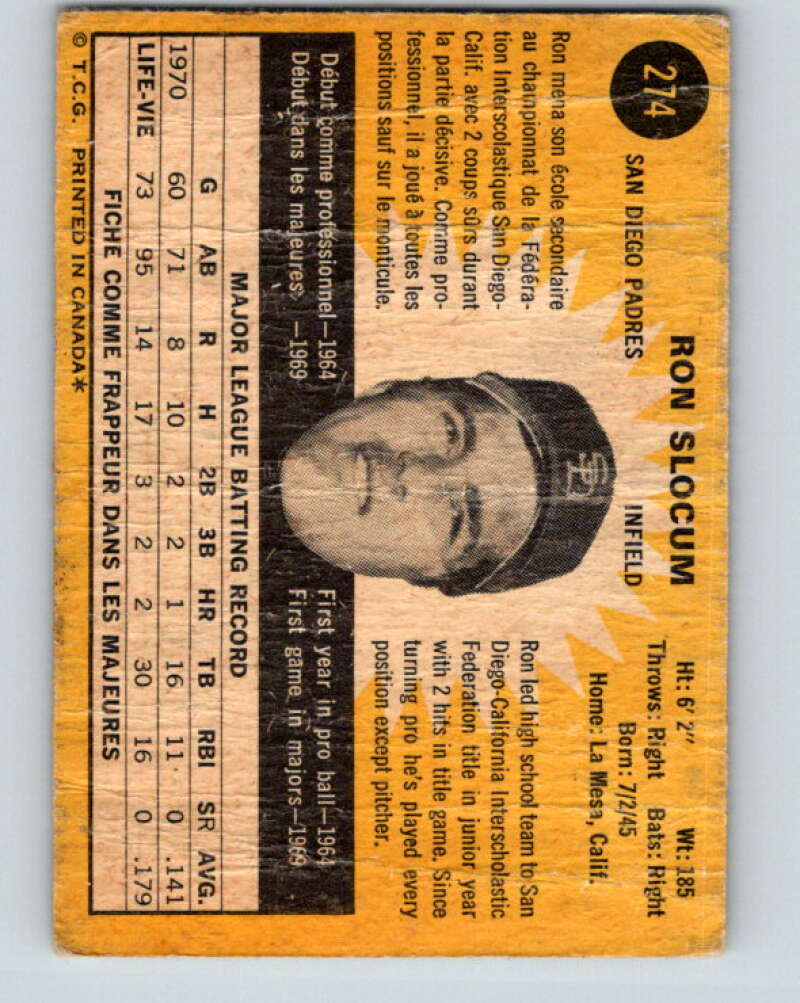 274
RON SLOCUM
SAN DIEGO PADRES
INFIELD
Ht: 6' 2" Wt: 185
Throws: Right Bats: Right
Born: 7/2/45
Home: La Mesa, Calif.
Ron mena son école secondaire
au championnat de la Fédéra-
tion Interscolastique San Diego-
Calif. avec 2 coups sûrs durant
la partie décisive. Comme pro-
fessionnel, il a joué à toutes les
positions sauf sur le monticule.
Ron led high school team to San
Diego-California Interscholastic
Federation title in junior year
with 2 hits in title game. Since
turning pro he's played every
position except pitcher.
Début comme professionnel—1964
Début dans les majeures —1969
First year in pro ball—1964
First game in majors—1969
MAJOR LEAGUE BATTING RECORD
G AB R H 2B 3B HR TB RBI SR AVG.
1970 60 71 8 10 2 2 1 16 11 0 .141
LIFE-VIE 73 95 14 17 3 2 2 30 16 0 .179
FICHE COMME FRAPPEUR DANS LES MAJEURES
© T.C.G. PRINTED IN CANADA*